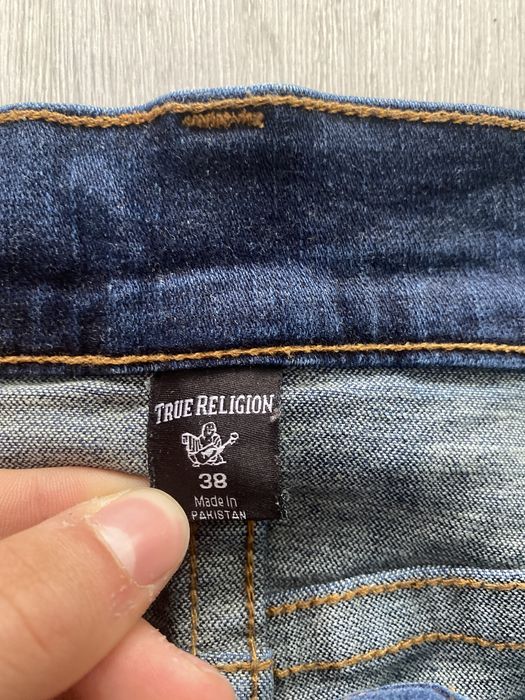 TRUE RELIGION
38
Made in
PAKISTAN